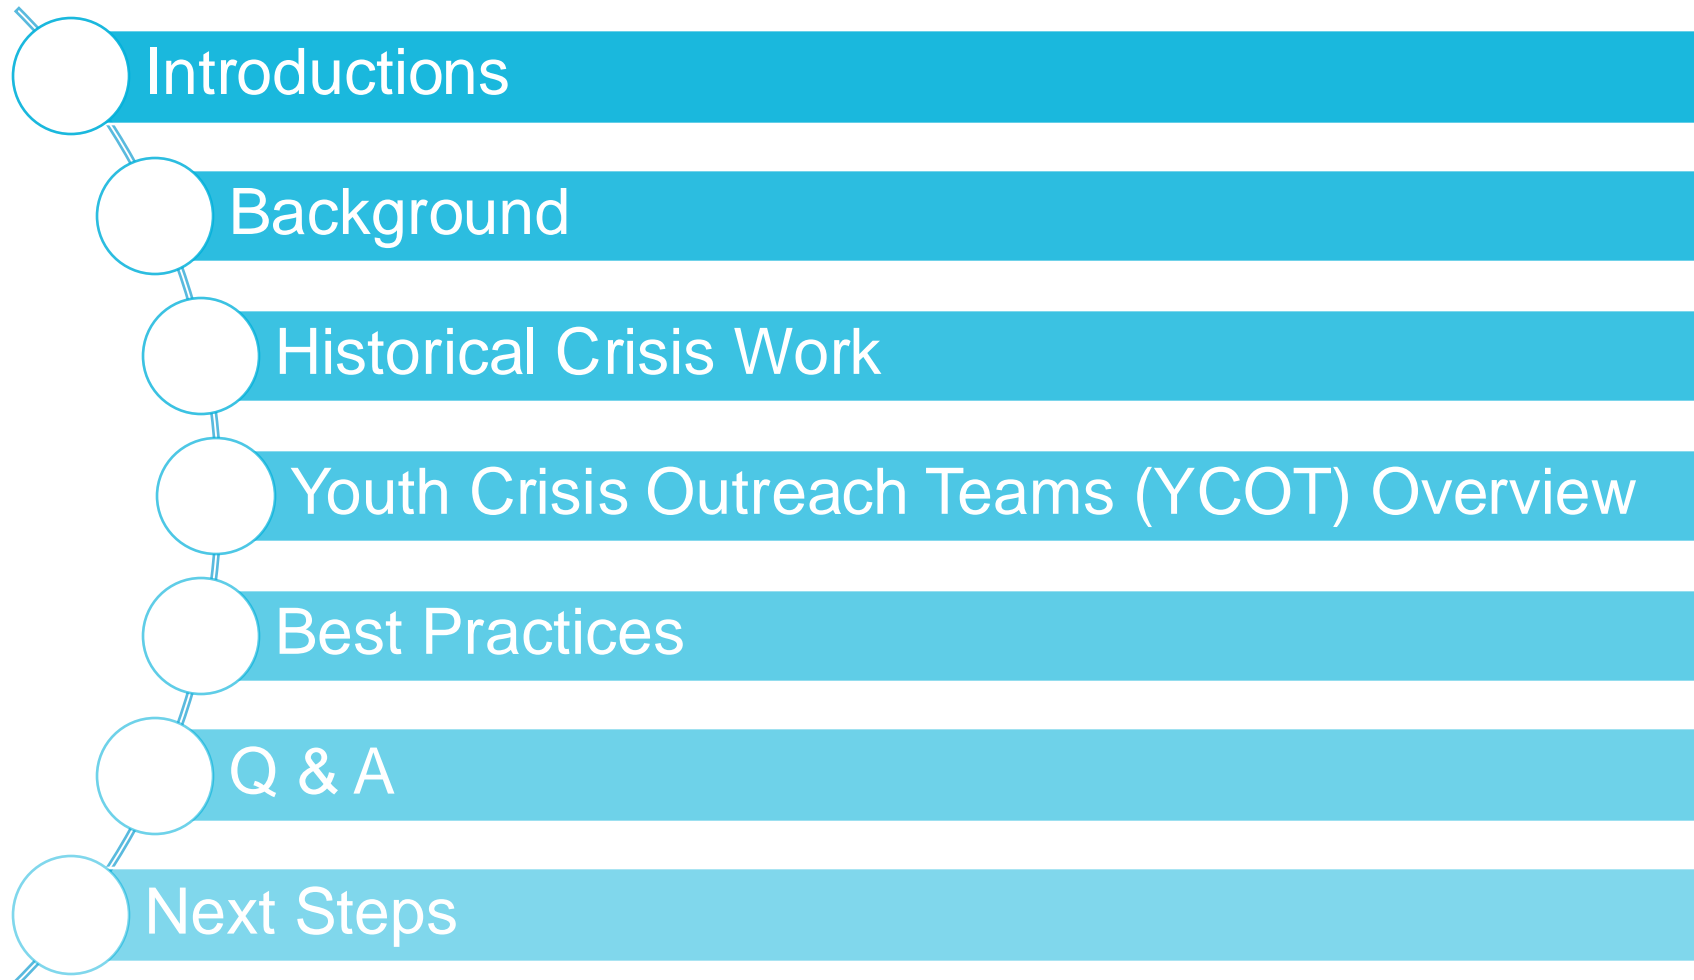 Introductions
Background
Historical Crisis Work
Youth Crisis Outreach Teams (YCOT) Overview
Best Practices
Q & A
Next Steps